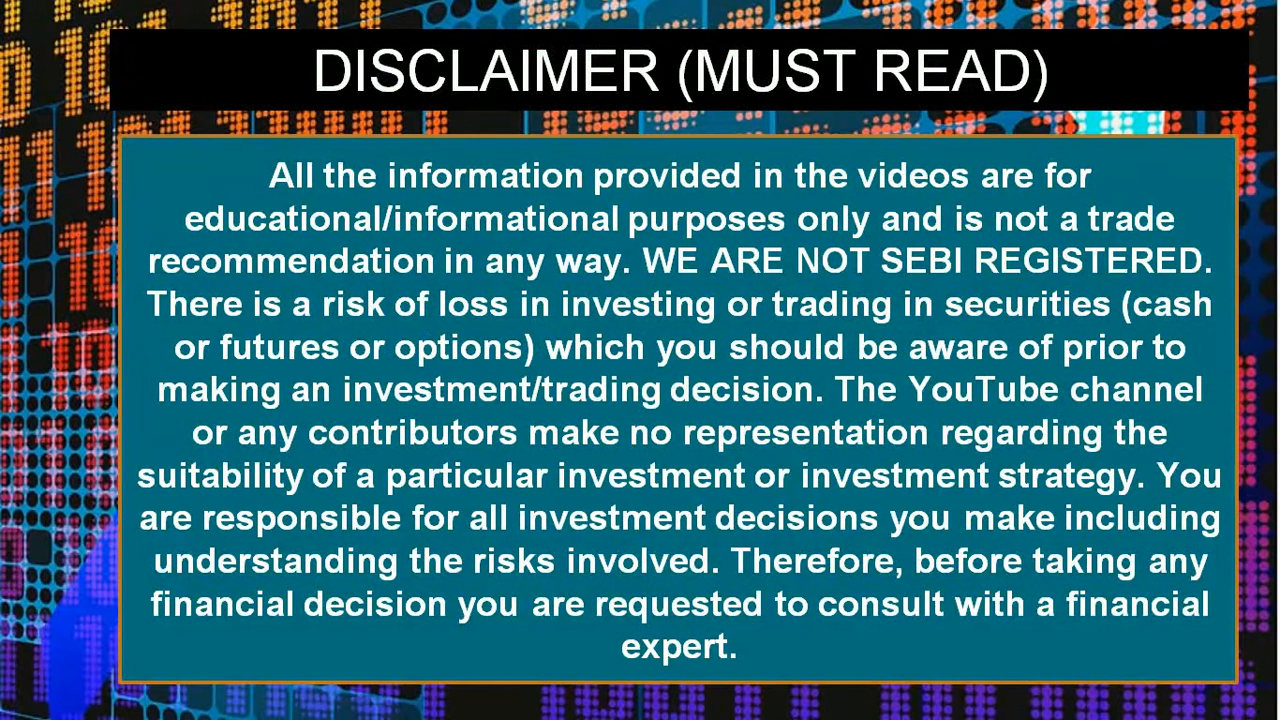 DISCLAIMER (MUST READ)
All the information provided in the videos are for
educational/informational purposes only and is not a trade
recommendation in any way. WE ARE NOT SEBI REGISTERED.
There is a risk of loss in investing or trading in securities (cash
or futures or options) which you should be aware of prior to
making an investment/trading decision. The YouTube channel
or any contributors make no representation regarding the
suitability of a particular investment or investment strategy. You
are responsible for all investment decisions you make including
understanding the risks involved. Therefore, before taking any
financial decision you are requested to consult with a financial
expert.